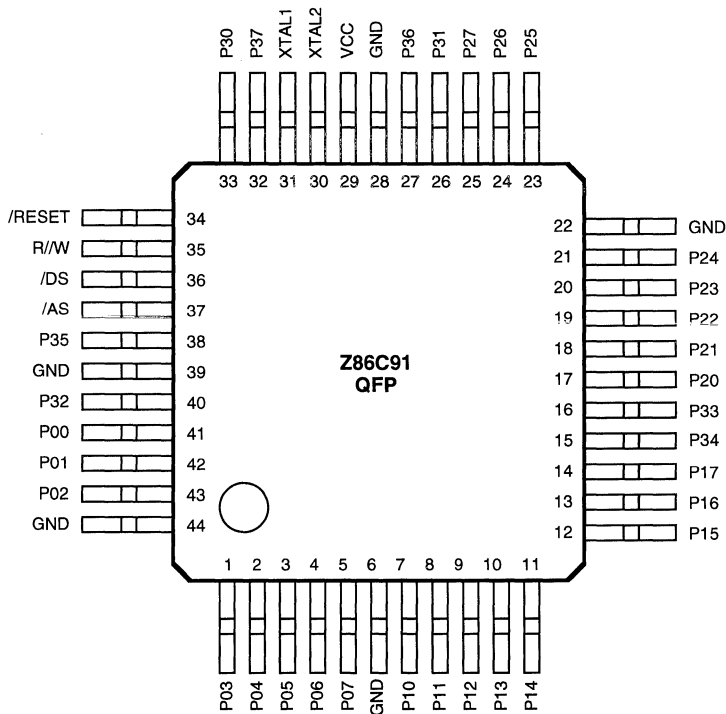 P30 P37 XTAL1 XTAL2 VCC GND P36 P31 P27 P26 P25
33 32 31 30 29 28 27 26 25 24 23
/RESET 34
R//W 35
/DS 36
/AS 37
P35 38
GND 39
P32 40
P00 41
P01 42
P02 43
GND 44
Z86C91
QFP
22 GND
21 P24
20 P23
19 P22
18 P21
17 P20
16 P33
15 P34
14 P17
13 P16
12 P15
1 2 3 4 5 6 7 8 9 10 11
P03 P04 P05 P06 P07 GND P10 P11 P12 P13 P14